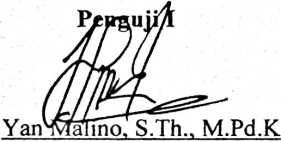 Penguji I
Yan Malino, S.Th., M.Pd.K